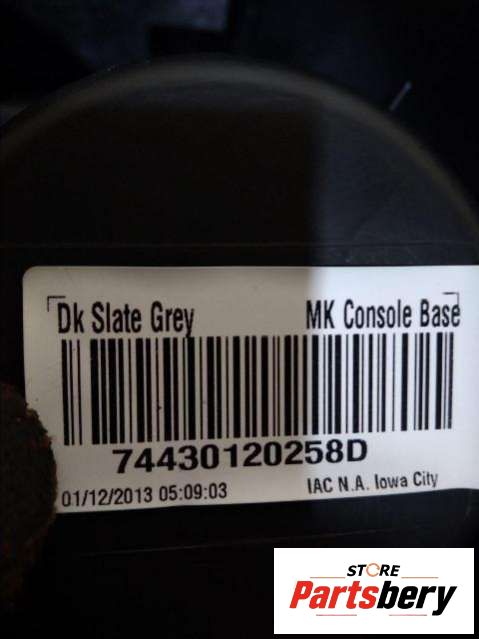 Dk Slate Grey MK Console Base
74430120258D
01/12/2013 05:09:03 IAC N.A. Iowa City
STORE
Partsbery